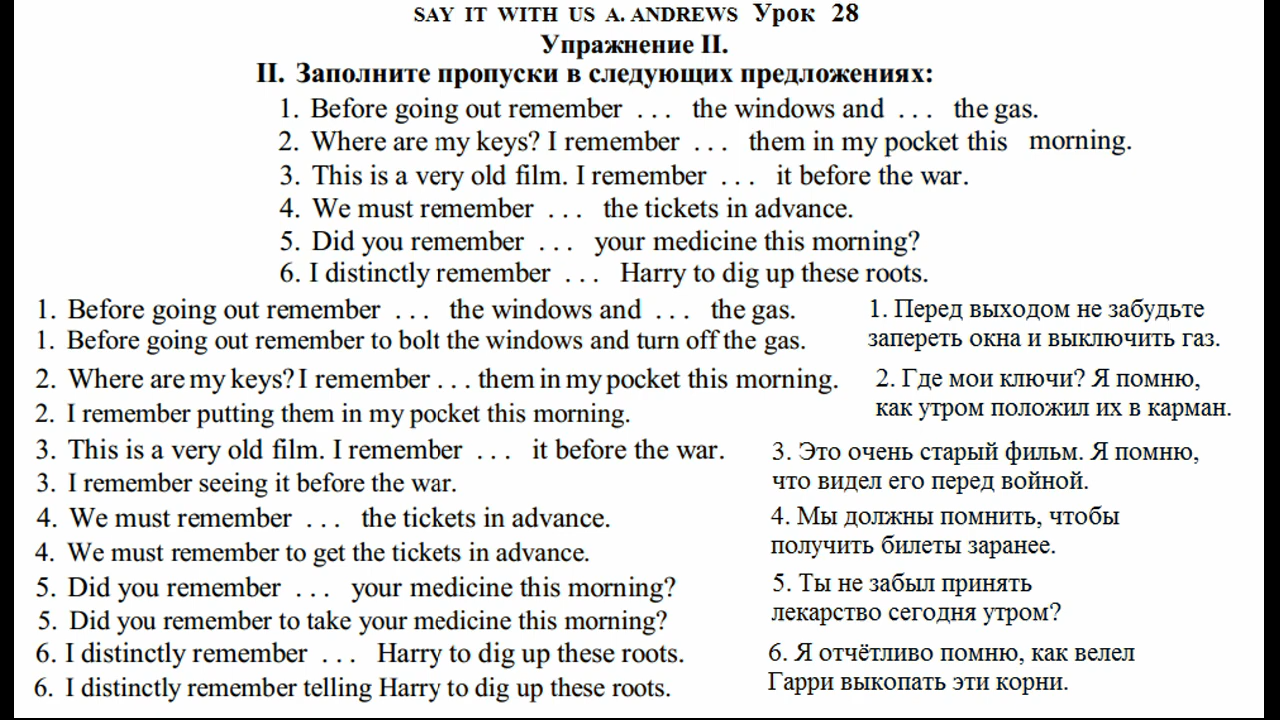 SAY IT WITH US A. ANDREWS Урок 28
Упражнение II.
II. Заполните пропуски в следующих предложениях:
1. Before going out remember ... the windows and ... the gas.
2. Where are my keys? I remember ... them in my pocket this morning.
3. This is a very old film. I remember ... it before the war.
4. We must remember ... the tickets in advance.
5. Did you remember ... your medicine this morning?
6. I distinctly remember ... Harry to dig up these roots.
1. Before going out remember ... the windows and ... the gas.
1. Before going out remember to bolt the windows and turn off the gas.
1. Перед выходом не забудьте
запереть окна и выключить газ.
2. Where are my keys? I remember ... them in my pocket this morning.
2. I remember putting them in my pocket this morning.
2. Где мои ключи? Я помню,
как утром положил их в карман.
3. This is a very old film. I remember ... it before the war.
3. I remember seeing it before the war.
3. Это очень старый фильм. Я помню,
что видел его перед войной.
4. We must remember ... the tickets in advance.
4. We must remember to get the tickets in advance.
4. Мы должны помнить, чтобы
получить билеты заранее.
5. Did you remember ... your medicine this morning?
5. Did you remember to take your medicine this morning?
5. Ты не забыл принять
лекарство сегодня утром?
6. I distinctly remember ... Harry to dig up these roots.
6. I distinctly remember telling Harry to dig up these roots.
6. Я отчётливо помню, как велел
Гарри выкопать эти корни.